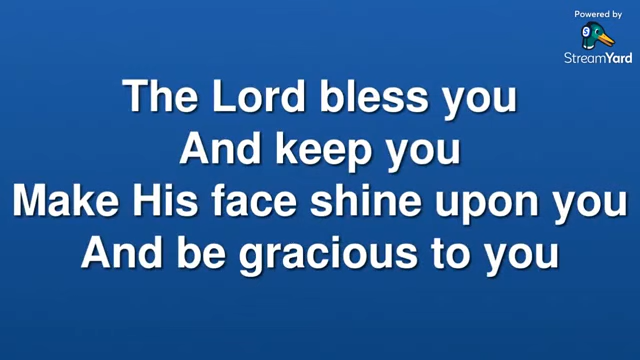 Powered by
StreamYard
The Lord bless you
And keep you
Make His face shine upon you
And be gracious to you